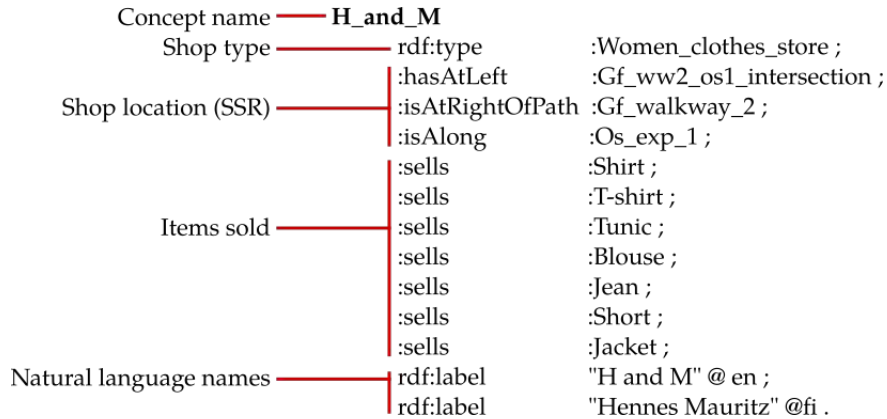 Concept name H_and_M
Shop type rdf:type :Women_clothes_store ;
:hasAtLeft :Gf_ww2_os1_intersection ;
Shop location (SSR) :isAtRightOfPath :Gf_walkway_2 ;
:isAlong :Os_exp_1 ;
:sells :Shirt ;
:sells :T-shirt ;
Items sold :sells :Tunic ;
:sells :Blouse ;
:sells :Jean ;
:sells :Short ;
:sells :Jacket ;
Natural language names rdf:label "H and M" @ en ;
rdf:label "Hennes Mauritz" @fi .